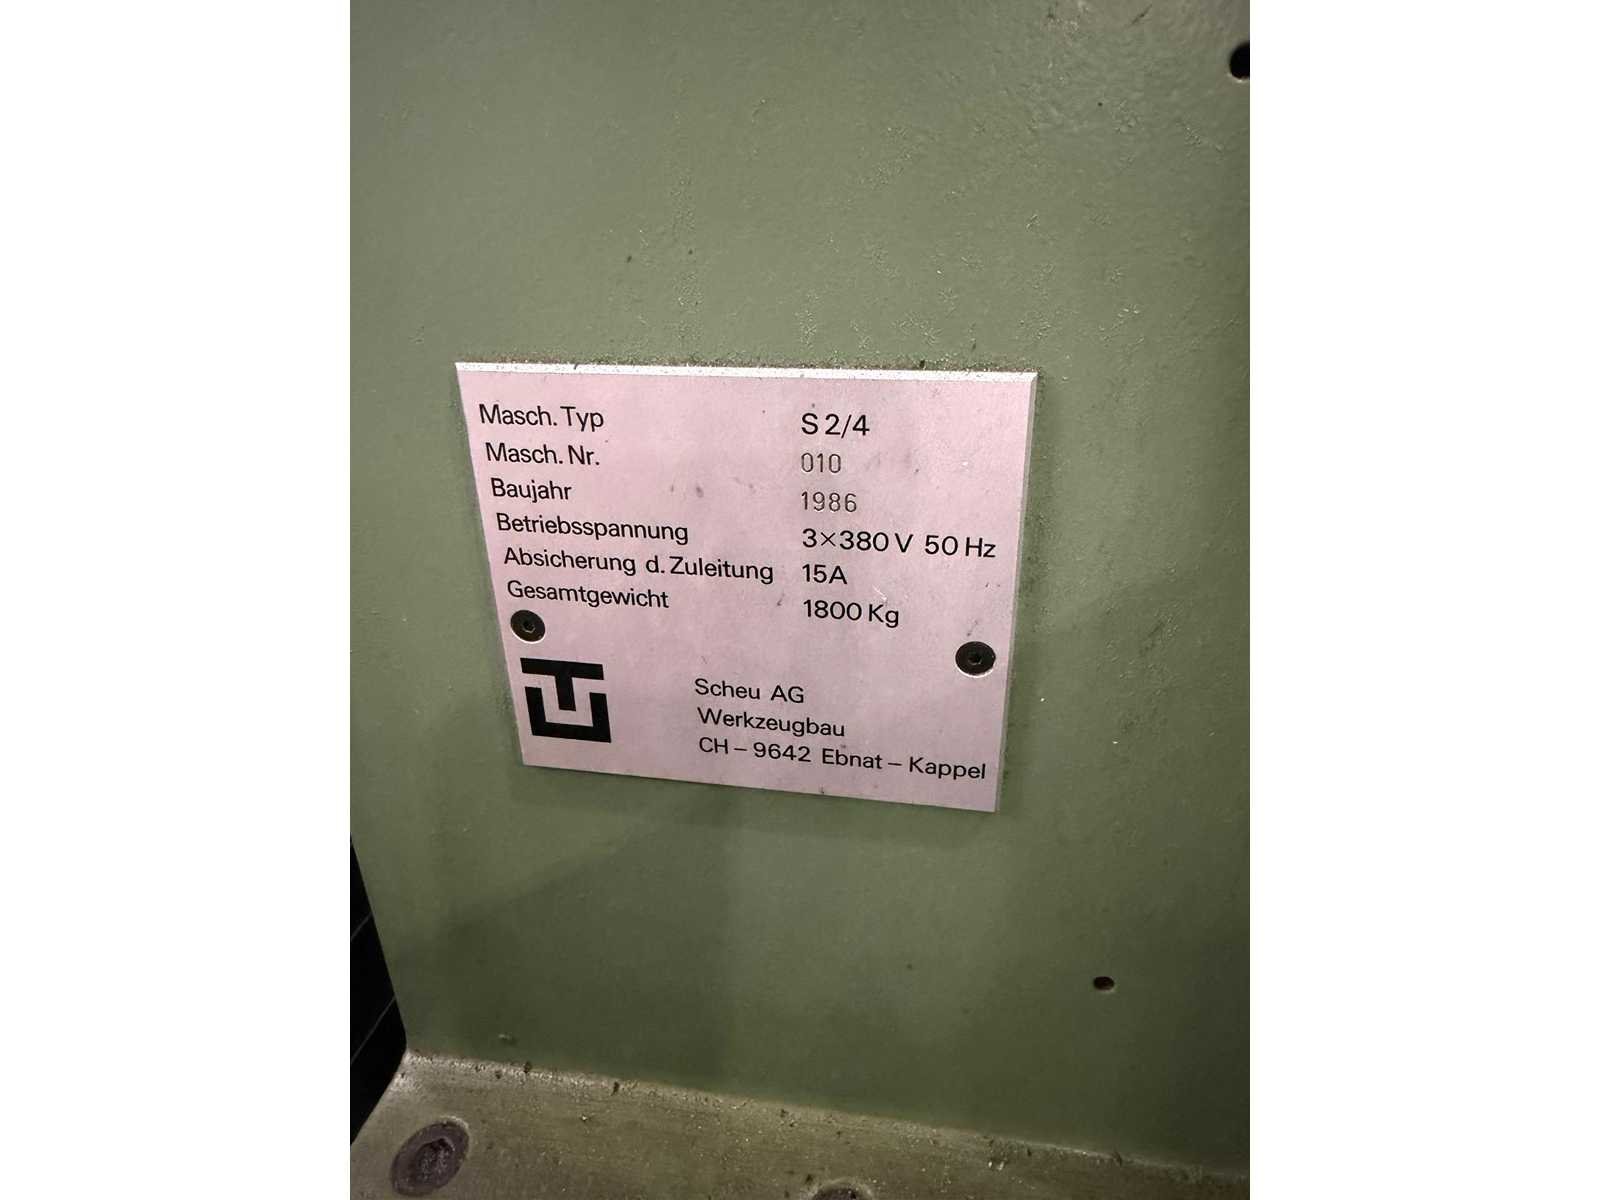 Masch. Typ S 2/4
Masch. Nr. 010
Baujahr 1986
Betriebsspannung 3×380 V 50 Hz
Absicherung d. Zuleitung 15A
Gesamtgewicht 1800 Kg
Scheu AG
Werkzeugbau
CH – 9642 Ebnat – Kappel